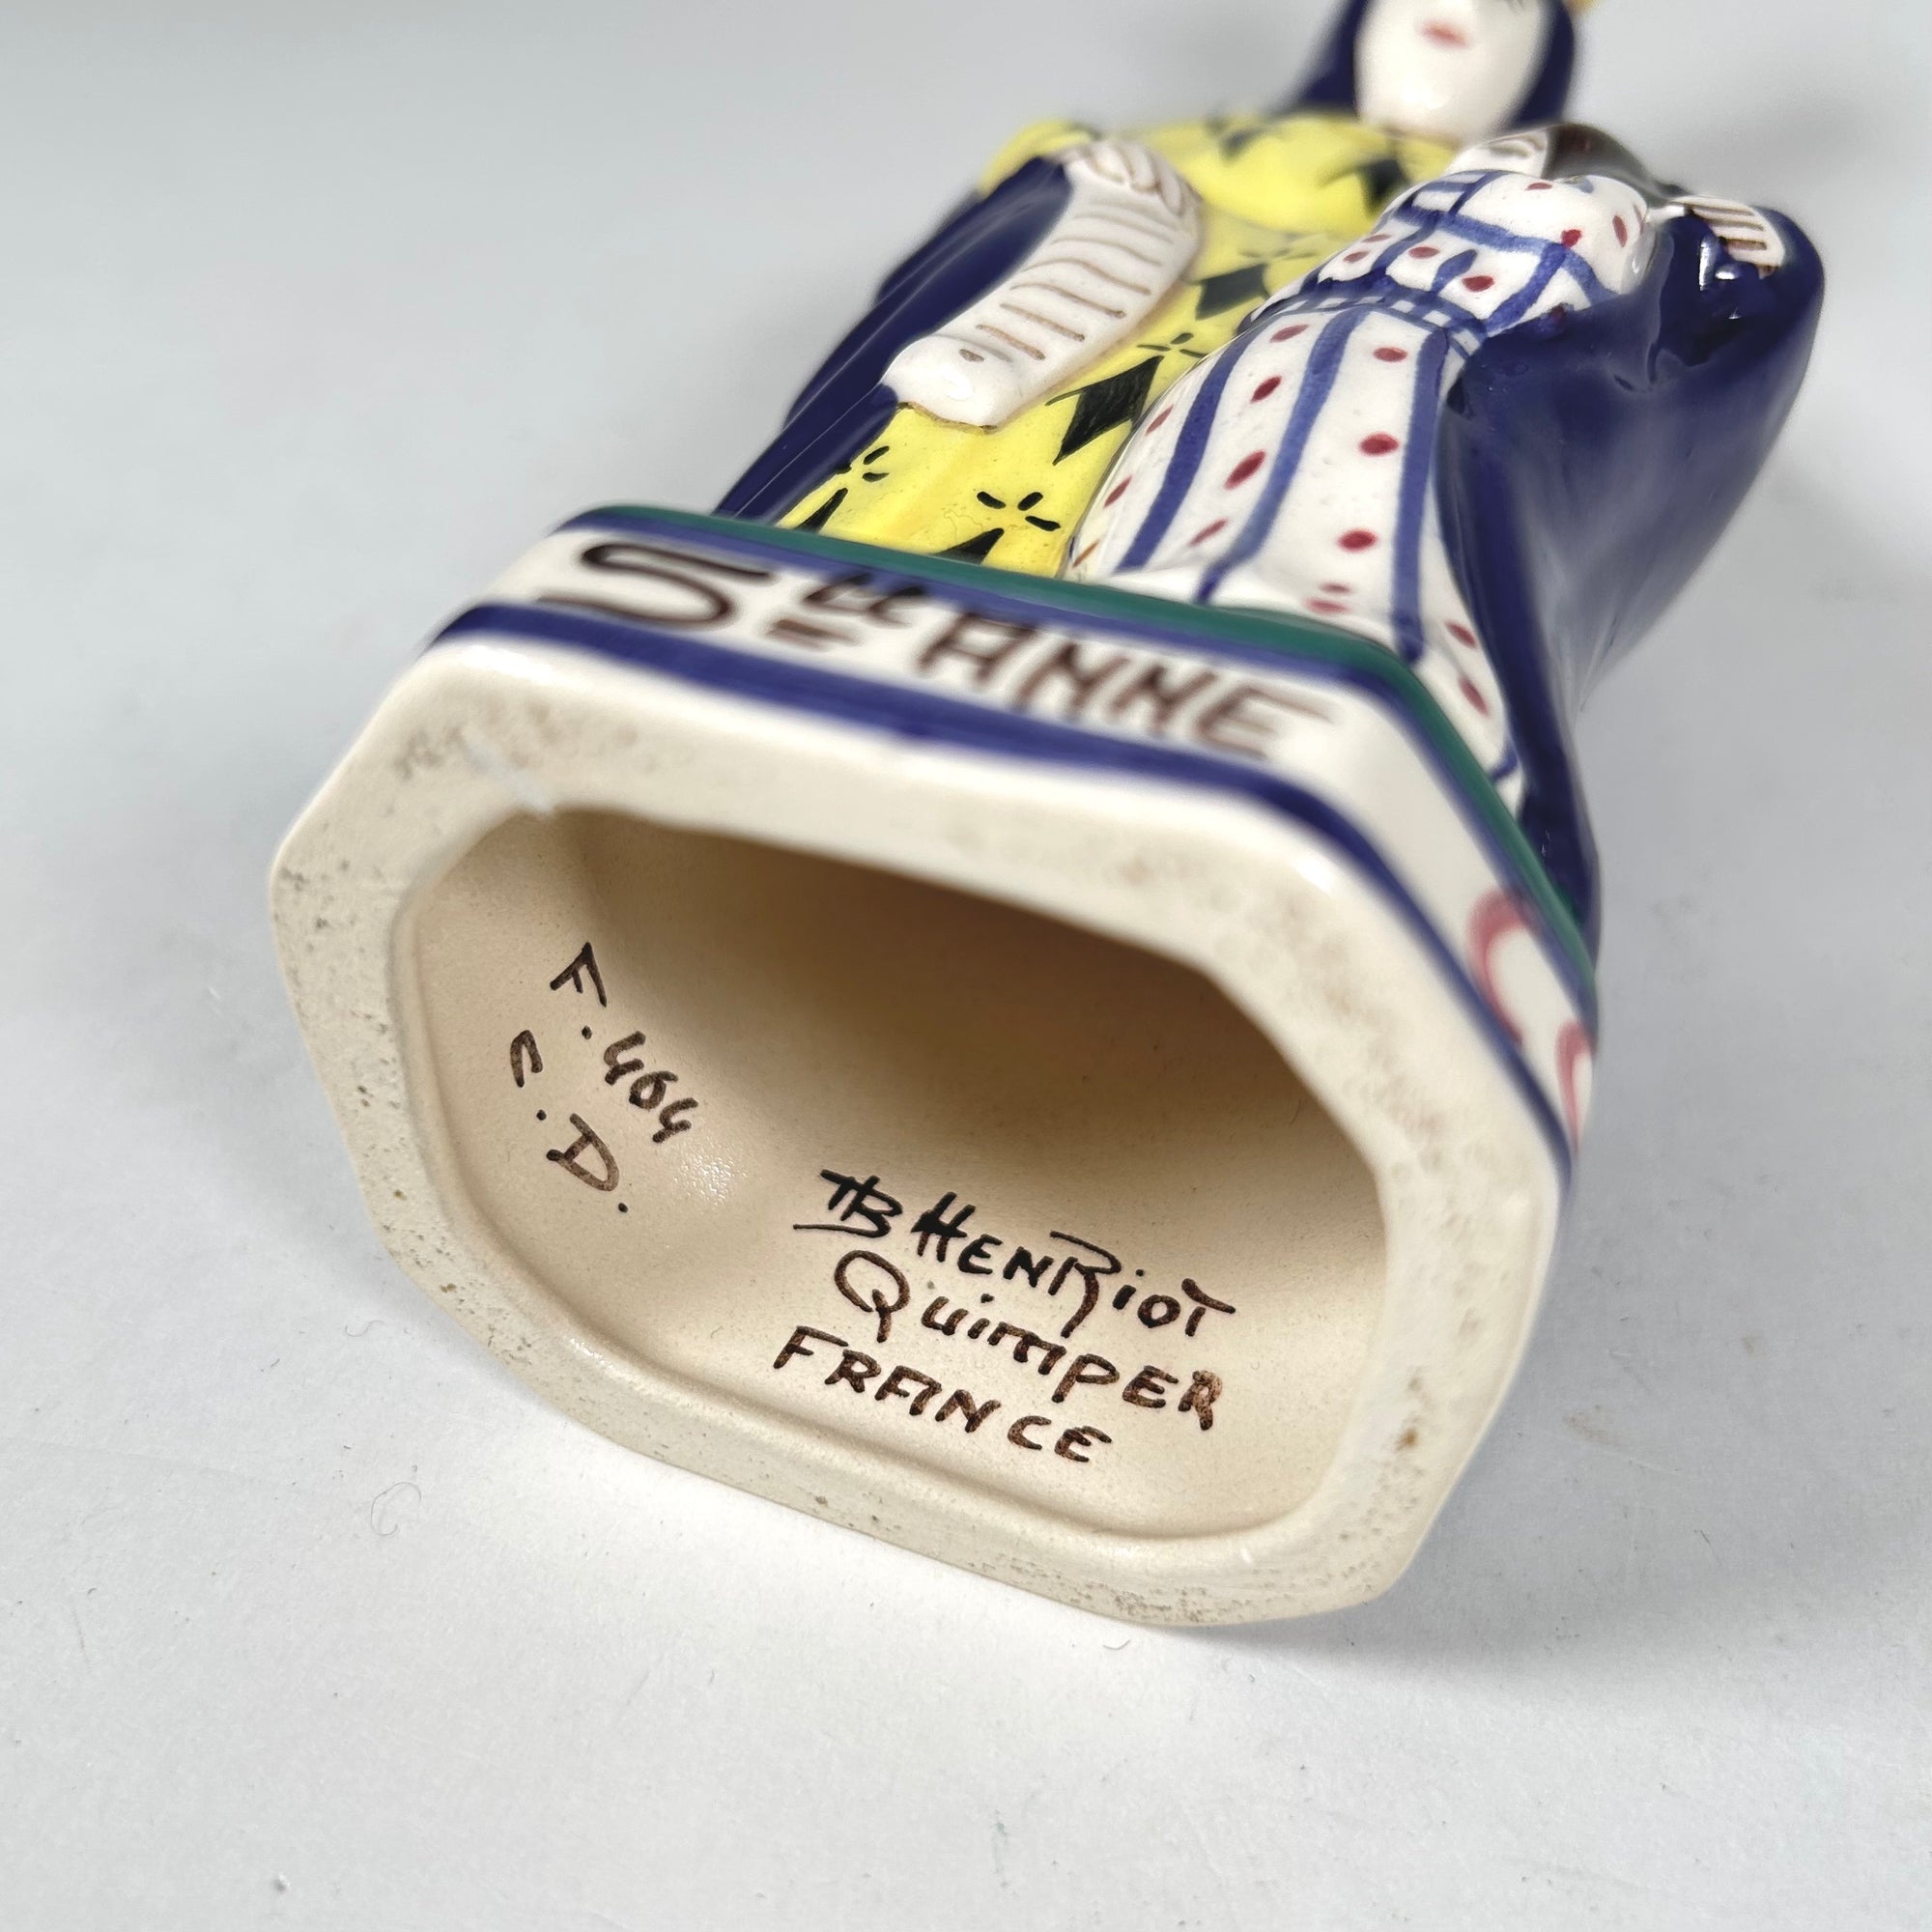 Ste ANNE
F.464
C.D.
HB HENRiOT
QuimPER
FRANCE